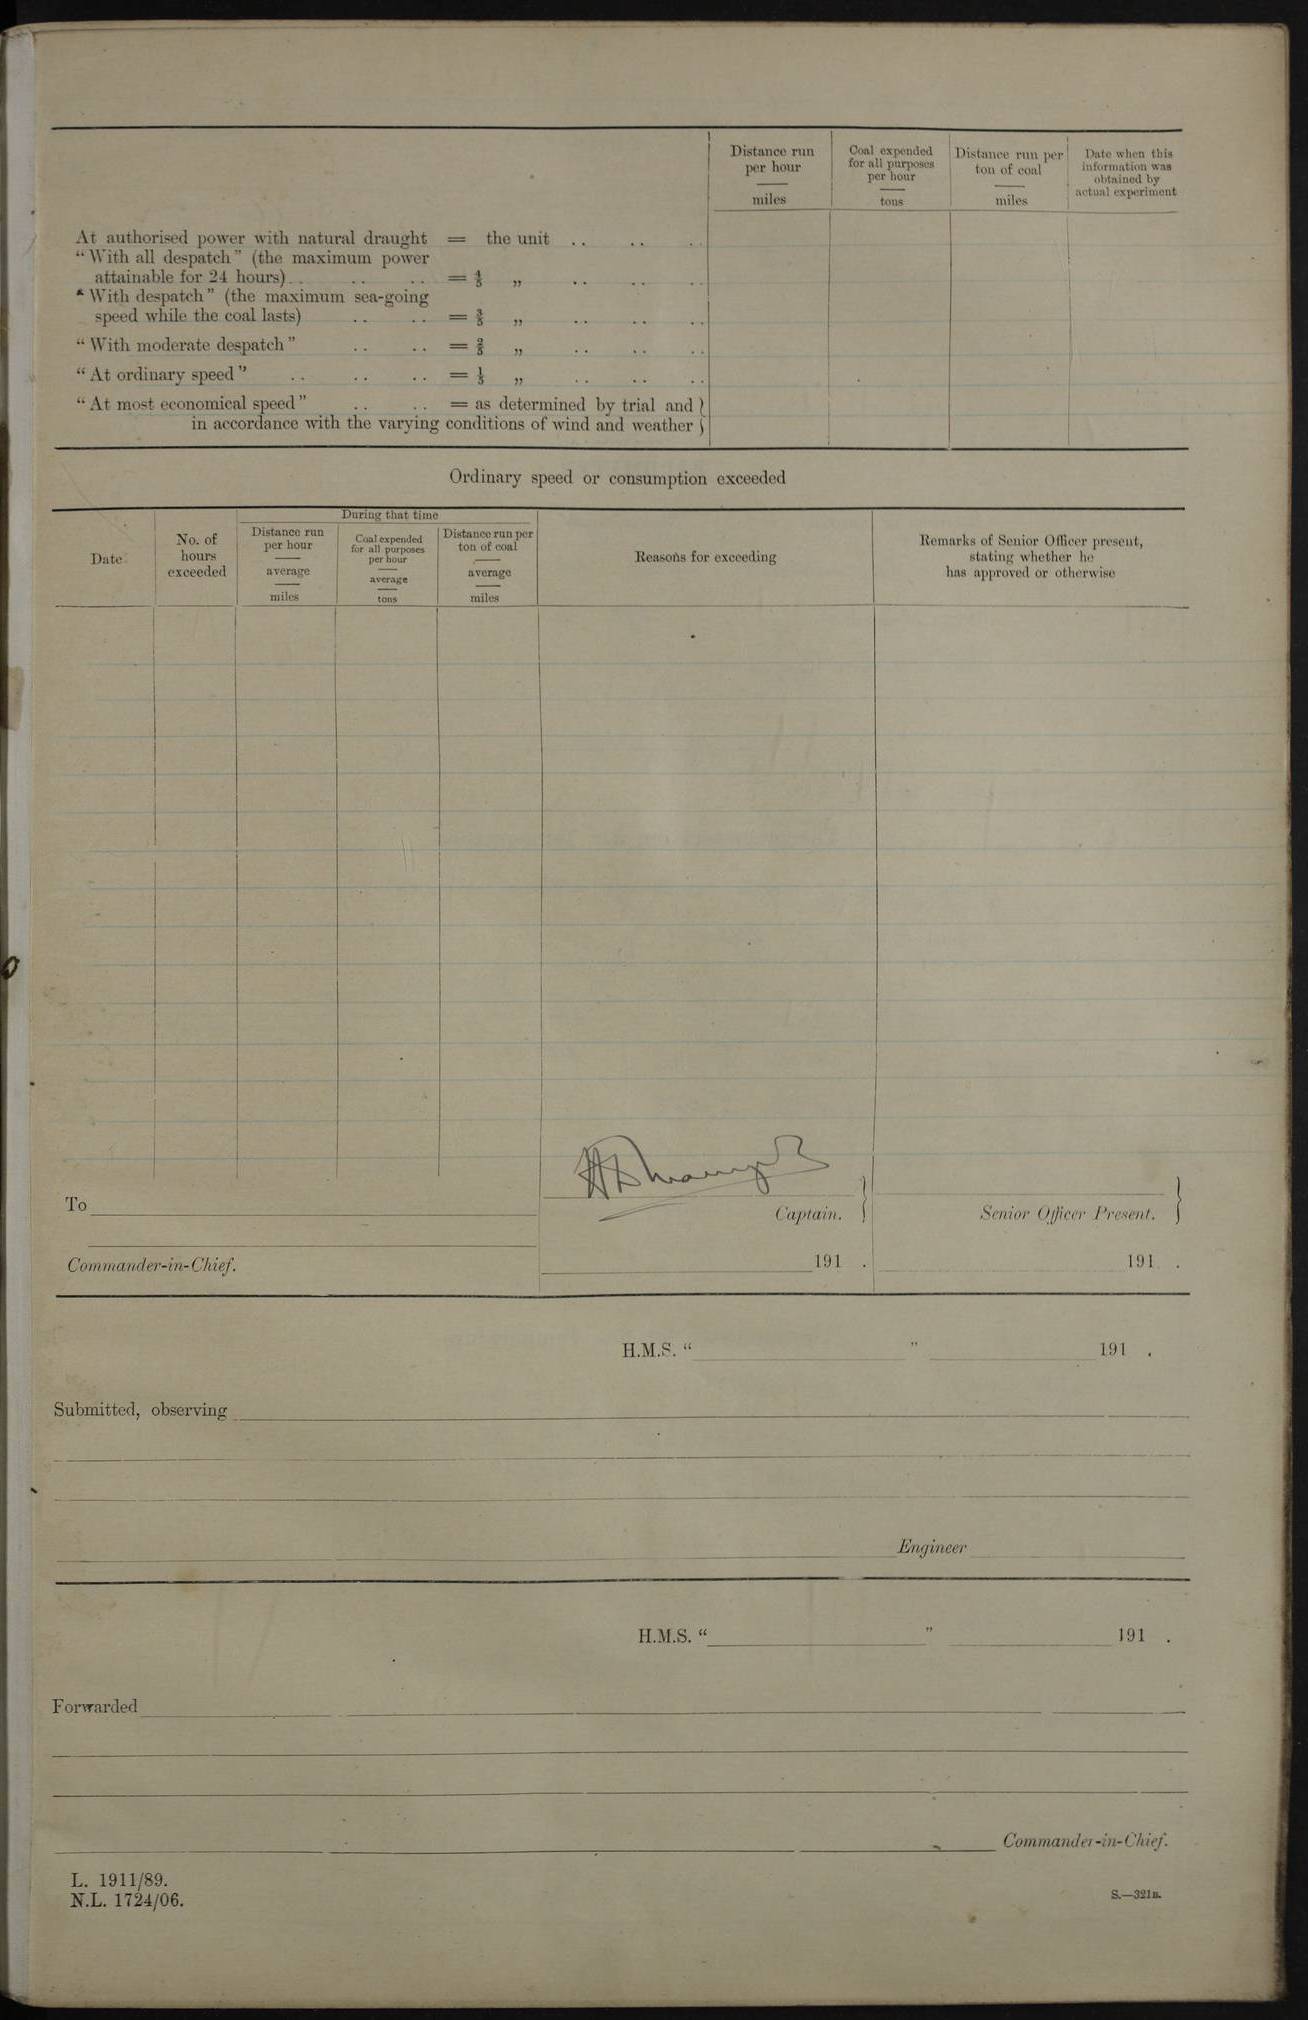 Distance run
per hour
miles
Coal expended
for all purposes
per hour
tons
Distance run per
ton of coal
miles
Date when this
information was
obtained by
actual experiment
At authorised power with natural draught = the unit .. .. ..
"With all despatch" (the maximum power
attainable for 24 hours) .. .. .. = 4/5 „ .. .. ..
"With despatch" (the maximum sea-going
speed while the coal lasts) .. .. = 3/5 „ .. .. ..
"With moderate despatch" .. .. = 2/5 „ .. .. ..
"At ordinary speed" .. .. .. = 1/5 „ .. .. ..
"At most economical speed" .. .. = as determined by trial and }
in accordance with the varying conditions of wind and weather }
Ordinary speed or consumption exceeded
Date
No. of
hours
exceeded
During that time
Distance run
per hour
average
miles
Coal expended
for all purposes
per hour
average
tons
Distance run per
ton of coal
average
miles
Reasons for exceeding
Remarks of Senior Officer present,
stating whether he
has approved or otherwise
To
Captain.
Senior Officer Present.
Commander-in-Chief.
191 .
191 .
H.M.S. " " 191 .
Submitted, observing
Engineer
H.M.S. " " 191 .
Forwarded
Commander-in-Chief.
L. 1911/89.
N.L. 1724/06.
S.—321B.